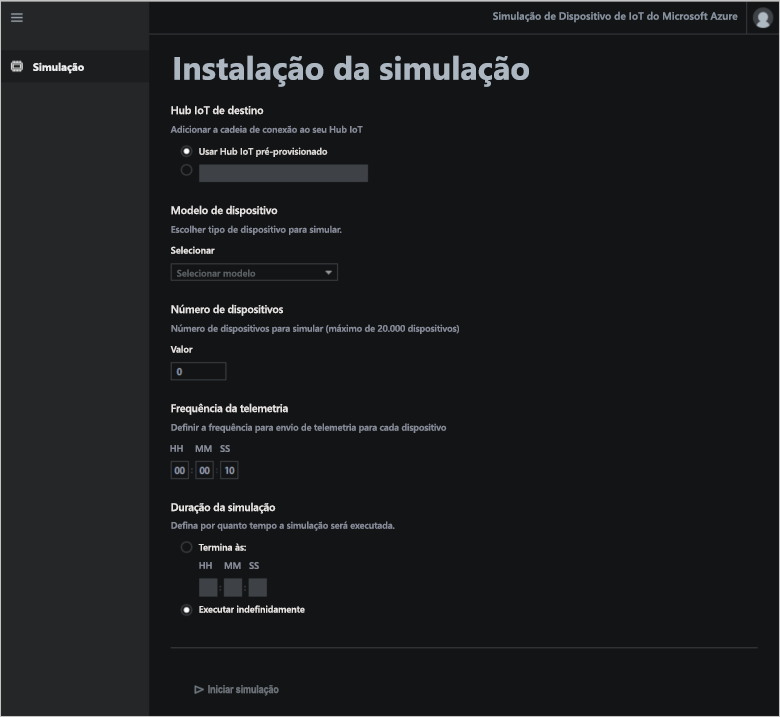 Simulação de Dispositivo de IoT do Microsoft Azure
Simulação
Instalação da simulação
Hub IoT de destino
Adicionar a cadeia de conexão ao seu Hub IoT
Usar Hub IoT pré-provisionado
Modelo de dispositivo
Escolher tipo de dispositivo para simular.
Selecionar
Selecionar modelo
Número de dispositivos
Número de dispositivos para simular (máximo de 20.000 dispositivos)
Valor
0
Frequência da telemetria
Definir a frequência para envio de telemetria para cada dispositivo
HH MM SS
00 : 00 : 10
Duração da simulação
Defina por quanto tempo a simulação será executada.
Termina às:
HH MM SS
: :
Executar indefinidamente
Iniciar simulação